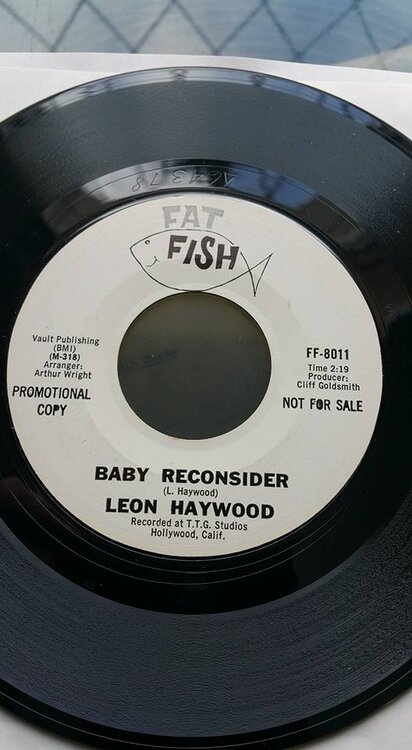 FAT
FISH
Vault Publishing
(BMI)
(M-318)
Arranger:
Arthur Wright
PROMOTIONAL
COPY
FF-8011
Time 2:19
Producer:
Cliff Goldsmith
NOT FOR SALE
BABY RECONSIDER
(L. Haywood)
LEON HAYWOOD
Recorded at T.T.G. Studios
Hollywood, Calif.